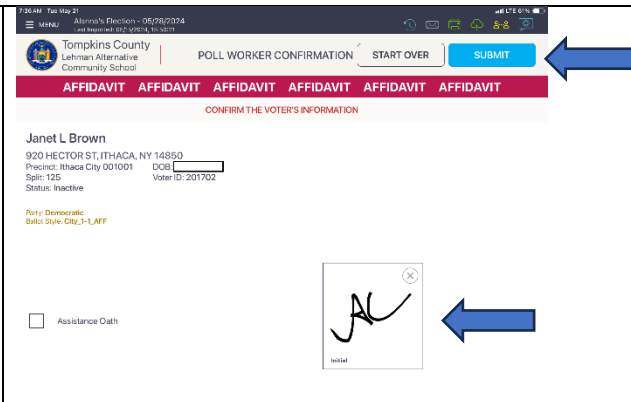 7:26 AM Tue May 21
LTE 61%
MENU
Alanna's Election - 05/28/2024
Tompkins County
Lehman Alternative
Community School
POLL WORKER CONFIRMATION
START OVER
SUBMIT
AFFIDAVIT AFFIDAVIT AFFIDAVIT AFFIDAVIT AFFIDAVIT AFFIDAVIT
CONFIRM THE VOTER'S INFORMATION
Janet L Brown
920 HECTOR ST, ITHACA, NY 14850
Precinct: Ithaca City 001001 DOB:
Split: 125 Voter ID: 201702
Status: Inactive
Party: Democratic
Ballot Style: City_1-1_AFF
Assistance Oath
Initial